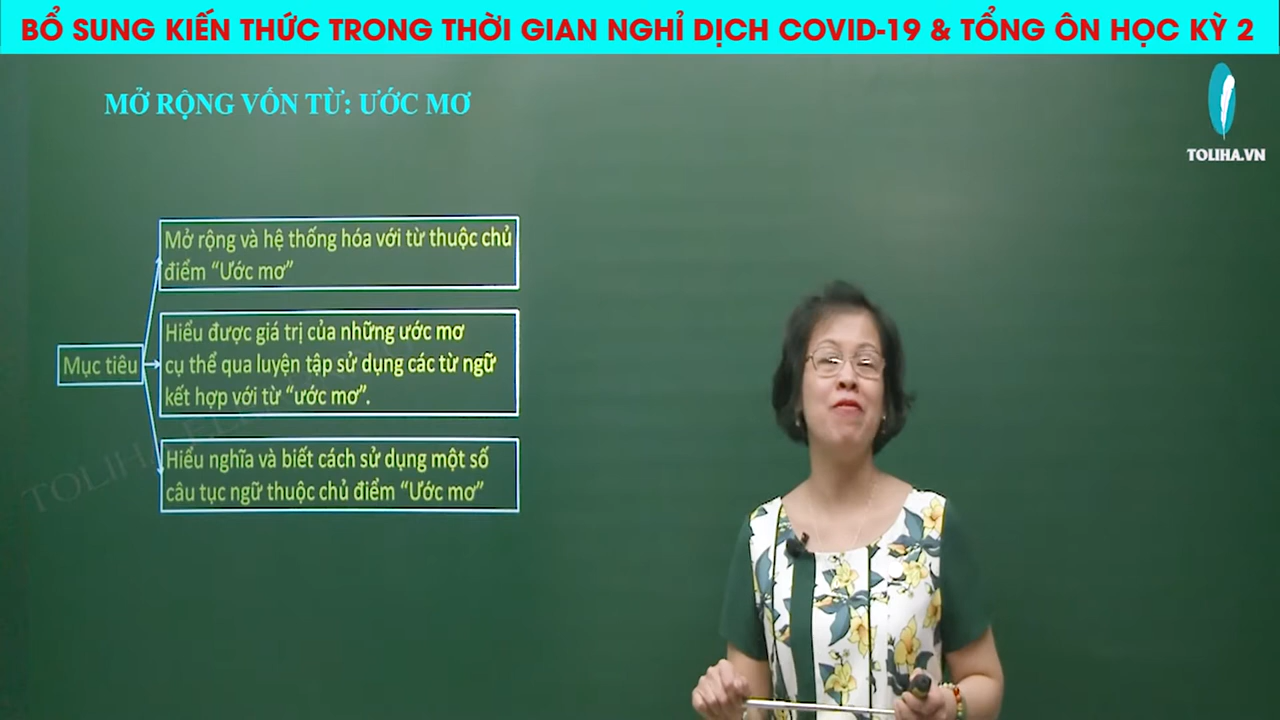 BỔ SUNG KIẾN THỨC TRONG THỜI GIAN NGHỈ DỊCH COVID-19 & TỔNG ÔN HỌC KỲ 2
MỞ RỘNG VỐN TỪ: ƯỚC MƠ
TOLIHA.VN
Mục tiêu
Mở rộng và hệ thống hóa với từ thuộc chủ
điểm “Ước mơ”
Hiểu được giá trị của những ước mơ
cụ thể qua luyện tập sử dụng các từ ngữ
kết hợp với từ “ước mơ”.
Hiểu nghĩa và biết cách sử dụng một số
câu tục ngữ thuộc chủ điểm “Ước mơ”
TOLIHA